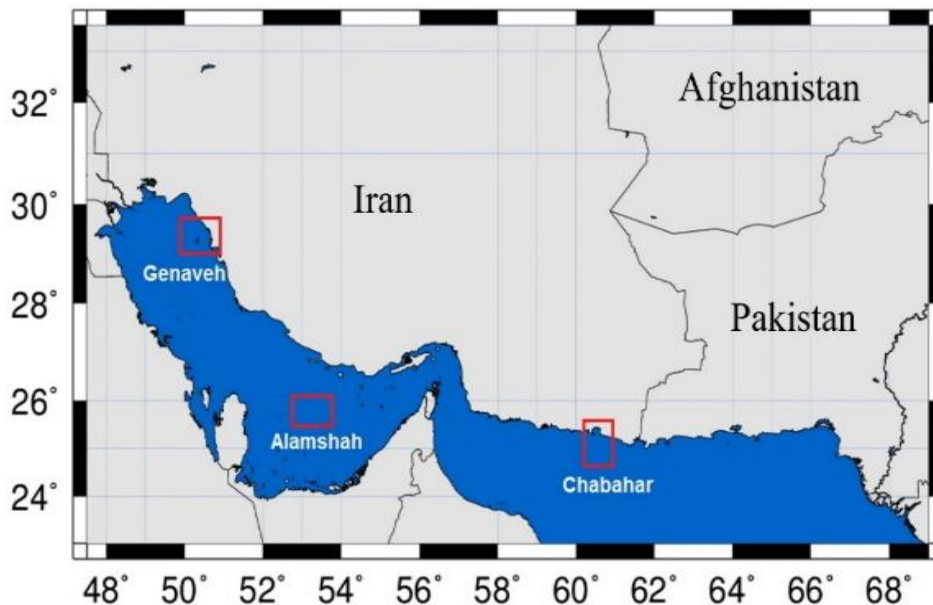 Afghanistan
32°
Iran
30°
Genaveh
28°
Pakistan
26°
Alamshah
Chabahar
24°
48° 50° 52° 54° 56° 58° 60° 62° 64° 66° 68°